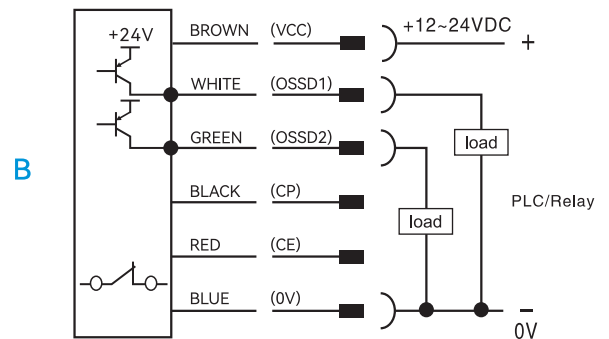 +24V BROWN (VCC) +12~24VDC +
WHITE (OSSD1)
load
GREEN (OSSD2)
B
BLACK (CP) PLC/Relay
load
RED (CE)
BLUE (0V) −
0V